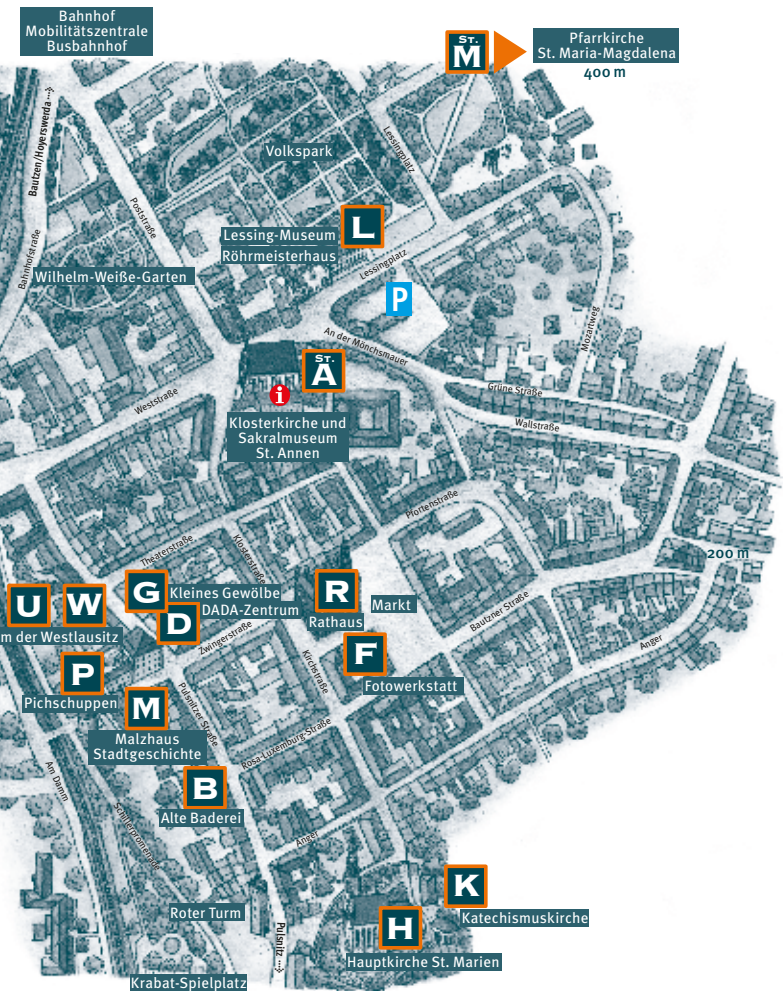 Bahnhof
Mobilitätszentrale
Busbahnhof
ST.
M
Pfarrkirche
St. Maria-Magdalena
400 m
Bautzen/Hoyerswerda
Lessingplatz
Volkspark
Poststraße
L
Lessing-Museum
Röhrmeisterhaus
Lessingplatz
Bahnhofstraße
Wilhelm-Weiße-Garten
P
Mozartweg
An der Mönchsmauer
ST.
A
i
Weststraße
Grüne Straße
Wallstraße
Klosterkirche und
Sakralmuseum
St. Annen
Pfortenstraße
Theaterstraße
Klosterstraße
200 m
U
W
G
Kleines Gewölbe
D
DADA-Zentrum
R
Rathaus
Markt
m der Westlausitz
Zwingerstraße
Bautzner Straße
Anger
F
Fotowerkstatt
Kirchstraße
P
Pichschuppen
M
Malzhaus
Stadtgeschichte
Pulsnitzer Straße
Rosa-Luxemburg-Straße
Am Damm
B
Alte Baderei
Schillerpromenade
Anger
K
Katechismuskirche
Roter Turm
H
Hauptkirche St. Marien
Pulsnitz
Krabat-Spielplatz